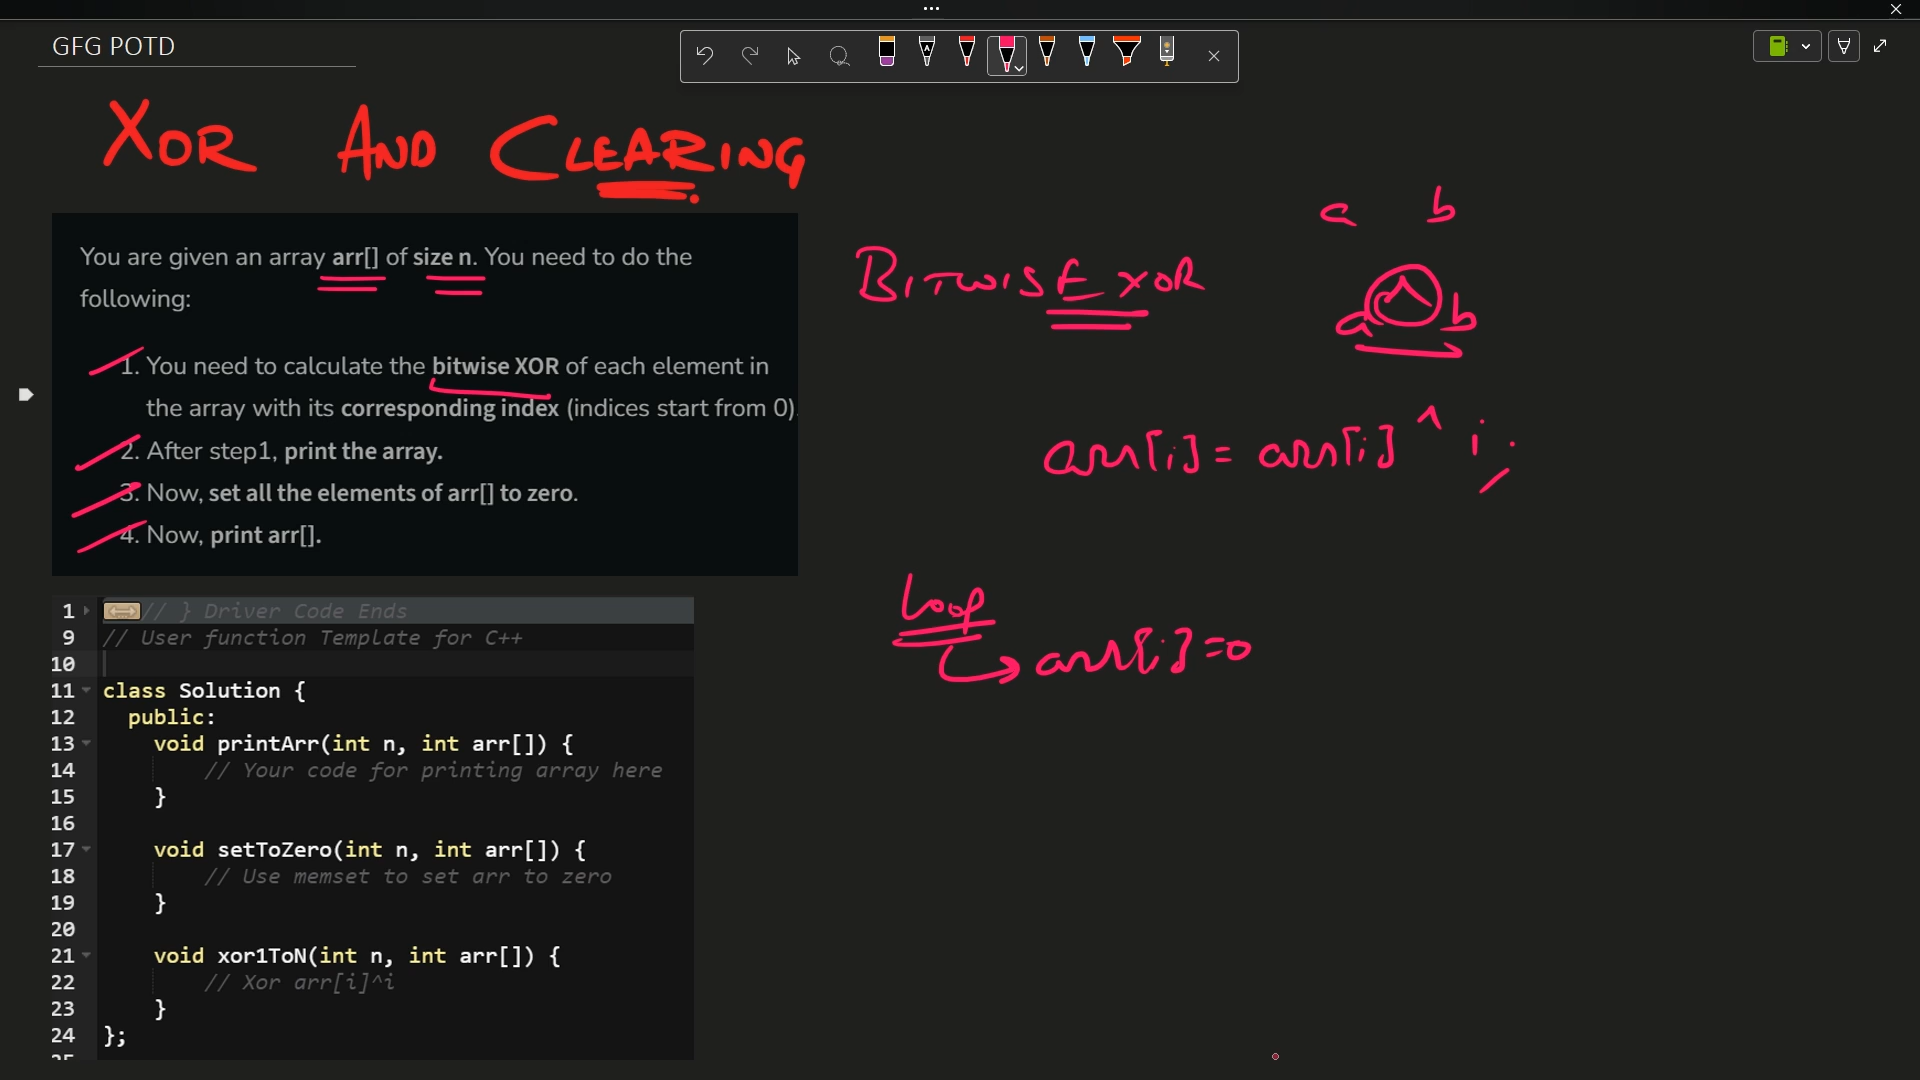 GFG POTD
XOR AND CLEARING
You are given an array arr[] of size n. You need to do the
following:
1. You need to calculate the bitwise XOR of each element in
the array with its corresponding index (indices start from 0).
2. After step1, print the array.
3. Now, set all the elements of arr[] to zero.
4. Now, print arr[].
a b
BITWISE XOR
a ^ b
arr[i] = arr[i] ^ i;
Loop
arr[i]=0
1 // } Driver Code Ends
9 // User function Template for C++
10
11 class Solution {
12 public:
13 void printArr(int n, int arr[]) {
14 // Your code for printing array here
15 }
16
17 void setToZero(int n, int arr[]) {
18 // Use memset to set arr to zero
19 }
20
21 void xor1ToN(int n, int arr[]) {
22 // Xor arr[i]^i
23 }
24 };